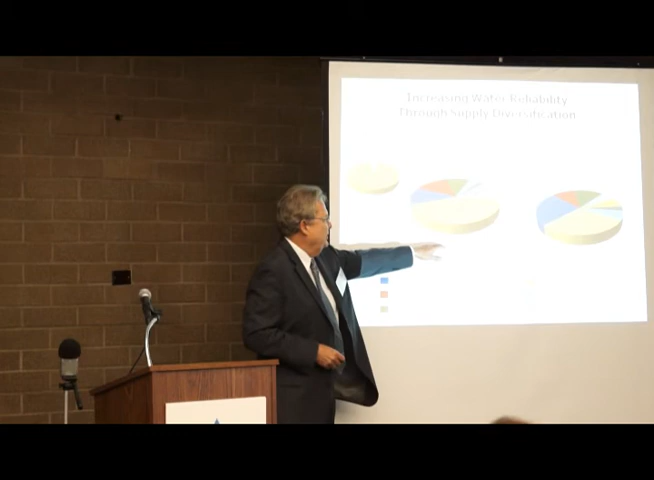 Increasing Water Reliability
Through Supply Diversification